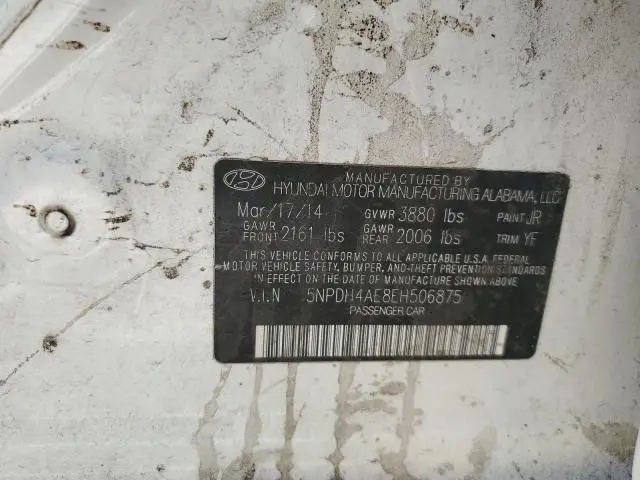 MANUFACTURED BY
HYUNDAI MOTOR MANUFACTURING ALABAMA, LLC
Mar/17/14 GVWR 3880 lbs PAINT JR
GAWR FRONT 2161 lbs GAWR REAR 2006 lbs TRIM YF
THIS VEHICLE CONFORMS TO ALL APPLICABLE U.S.A. FEDERAL
MOTOR VEHICLE SAFETY, BUMPER, AND THEFT PREVENTION STANDARDS
IN EFFECT ON THE DATE OF MANUFACTURE SHOWN ABOVE.
V.I.N 5NPDH4AE8EH506875
PASSENGER CAR